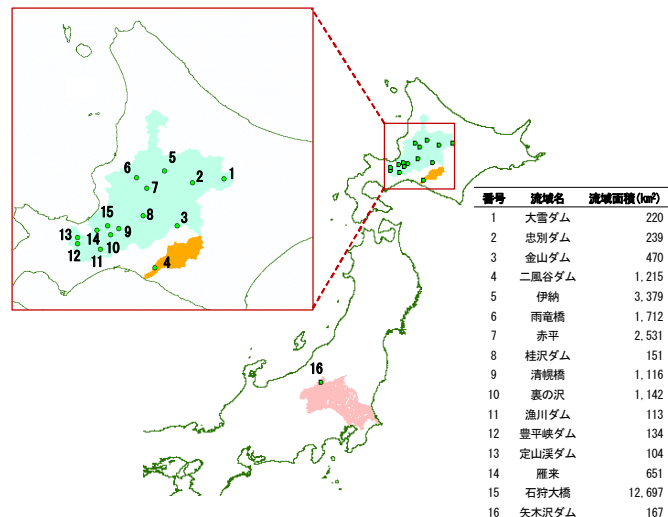 5
1
6
2
7
8
3
15
9
13
14
10
12
11
4
16
番号 流域名 流域面積(㎢)
1 大雪ダム 220
2 忠別ダム 239
3 金山ダム 470
4 二風谷ダム 1,215
5 伊納 3,379
6 雨竜橋 1,712
7 赤平 2,531
8 桂沢ダム 151
9 清幌橋 1,116
10 裏の沢 1,142
11 漁川ダム 113
12 豊平峡ダム 134
13 定山渓ダム 104
14 雁来 651
15 石狩大橋 12,697
16 矢木沢ダム 167